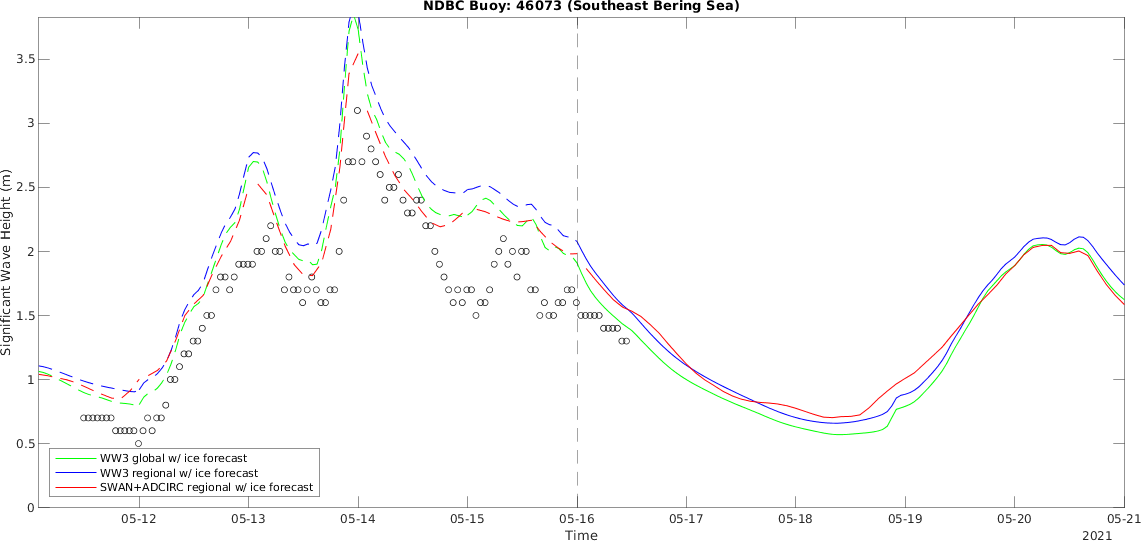 NDBC Buoy: 46073 (Southeast Bering Sea)
Significant Wave Height (m)
3.5
3
2.5
2
1.5
1
0.5
0
WW3 global w/ ice forecast
WW3 regional w/ ice forecast
SWAN+ADCIRC regional w/ ice forecast
05-12 05-13 05-14 05-15 05-16 05-17 05-18 05-19 05-20 05-21
Time
2021